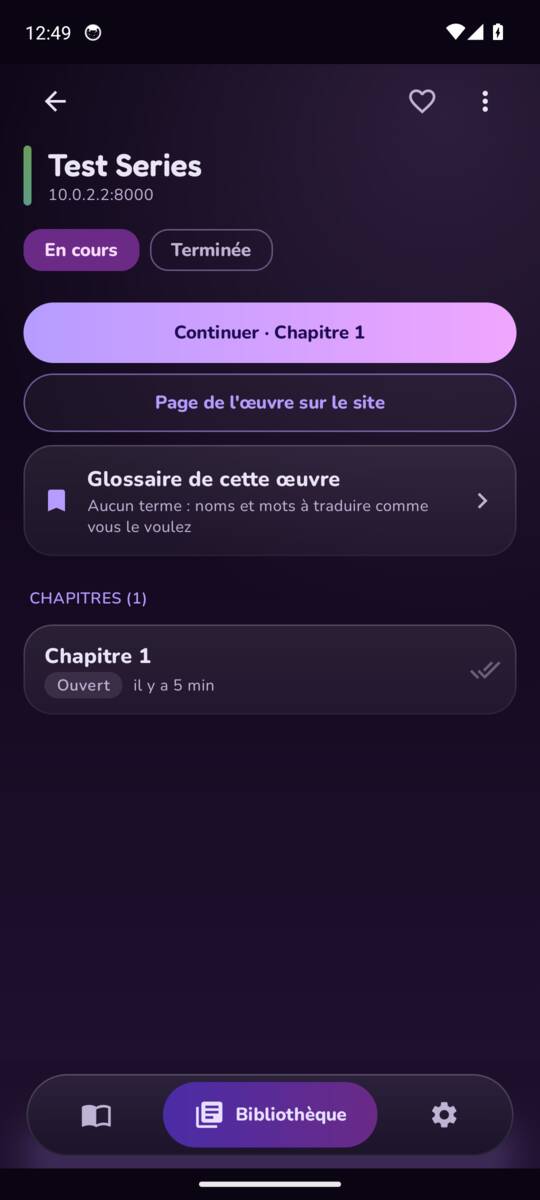 12:49
Test Series
10.0.2.2:8000
En cours
Terminée
Continuer · Chapitre 1
Page de l'œuvre sur le site
Glossaire de cette œuvre
Aucun terme : noms et mots à traduire comme
vous le voulez
CHAPITRES (1)
Chapitre 1
Ouvert
il y a 5 min
Bibliothèque